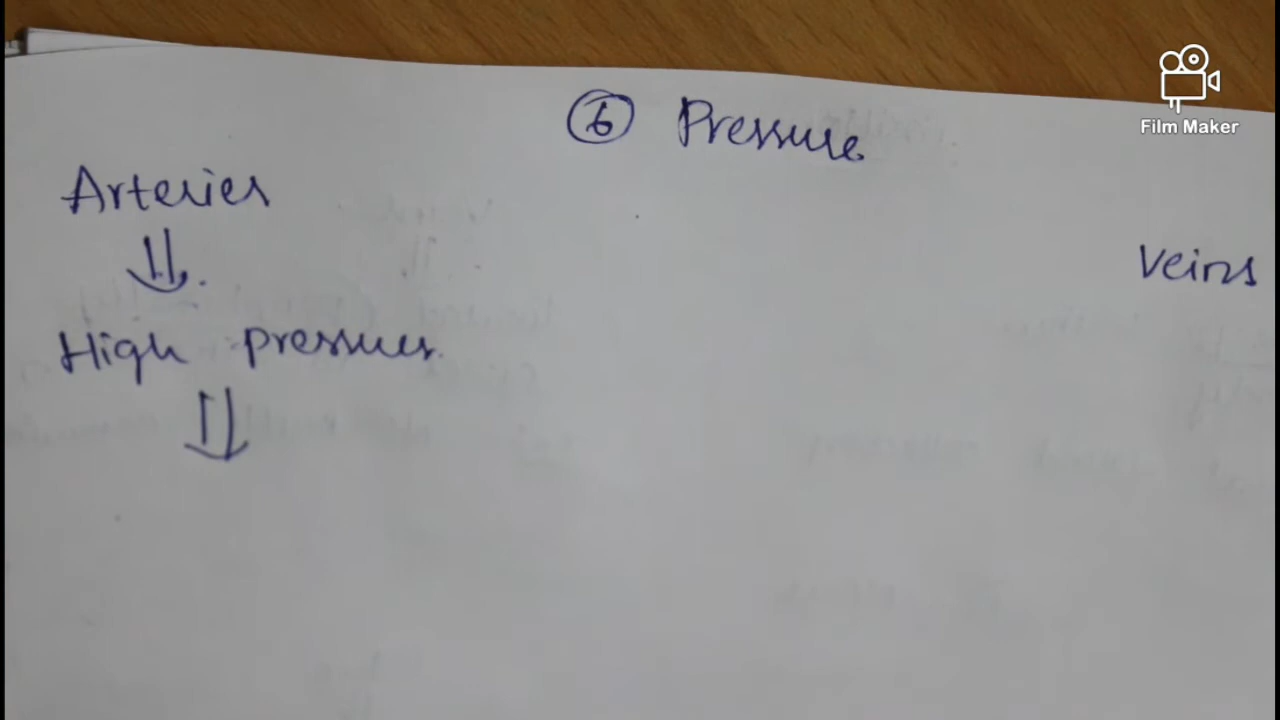 ⑥ Pressure
Film Maker
Arteries
Veins
⇓
High pressure
⇓